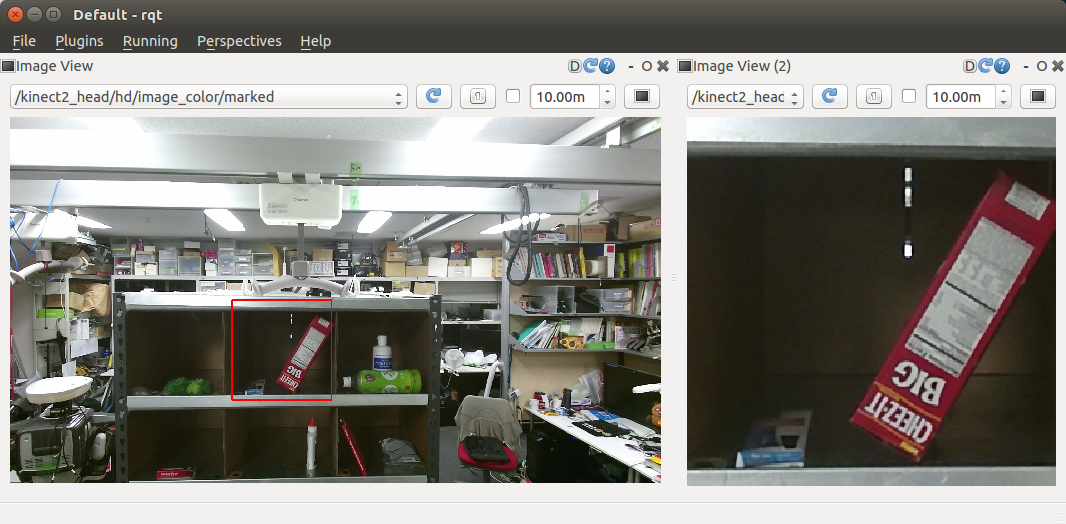 Default - rqt
File Plugins Running Perspectives Help
Image View
D ? - O
Image View (2)
D ? - O
/kinect2_head/hd/image_color/marked
10.00m
/kinect2_head
10.00m
CHEEZ-IT
BIG
BIG
CHEEZ-IT